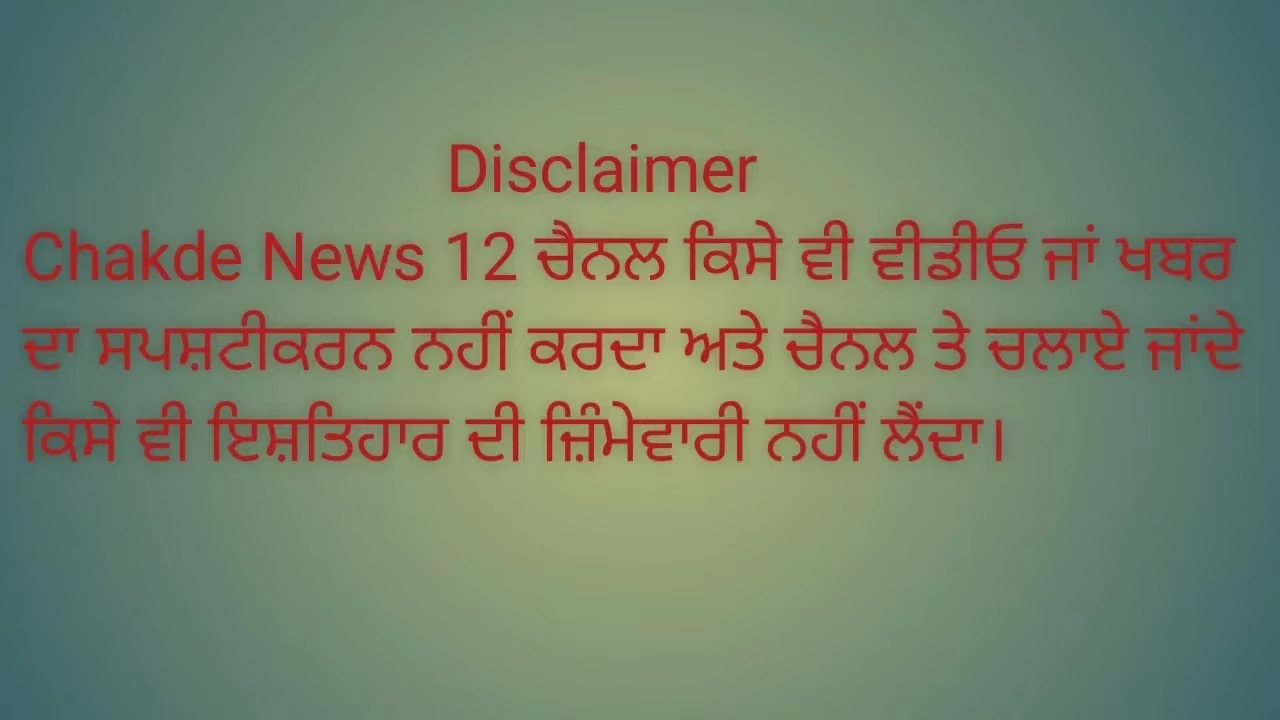 Disclaimer
Chakde News 12 ਚੈਨਲ ਕਿਸੇ ਵੀ ਵੀਡੀਓ ਜਾਂ ਖਬਰ
ਦਾ ਸਪਸ਼ਟੀਕਰਨ ਨਹੀਂ ਕਰਦਾ ਅਤੇ ਚੈਨਲ ਤੇ ਚਲਾਏ ਜਾਂਦੇ
ਕਿਸੇ ਵੀ ਇਸ਼ਤਿਹਾਰ ਦੀ ਜ਼ਿੰਮੇਵਾਰੀ ਨਹੀਂ ਲੈਂਦਾ।